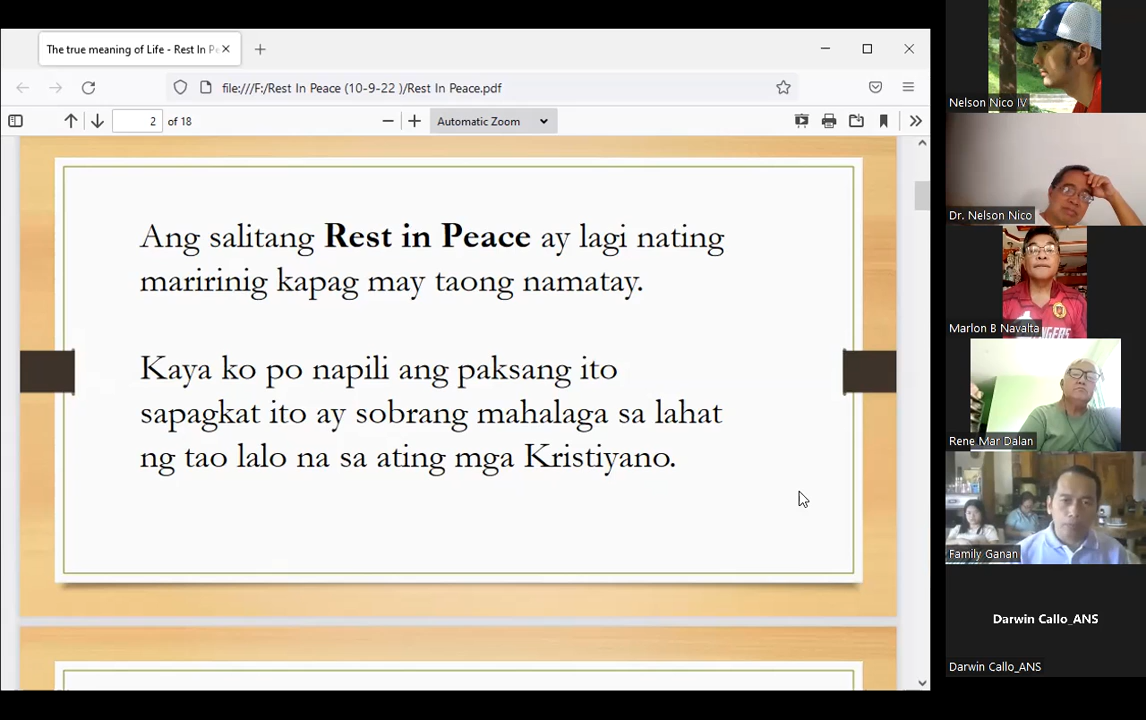 The true meaning of Life - Rest In P
file:///F:/Rest In Peace (10-9-22 )/Rest In Peace.pdf
2 of 18
Automatic Zoom
Ang salitang Rest in Peace ay lagi nating
maririnig kapag may taong namatay.
Kaya ko po napili ang paksang ito
sapagkat ito ay sobrang mahalaga sa lahat
ng tao lalo na sa ating mga Kristiyano.
Nelson Nico IV
Dr. Nelson Nico
Marlon B Navalta
Rene Mar Dalan
Family Ganan
Darwin Callo_ANS
Darwin Callo_ANS